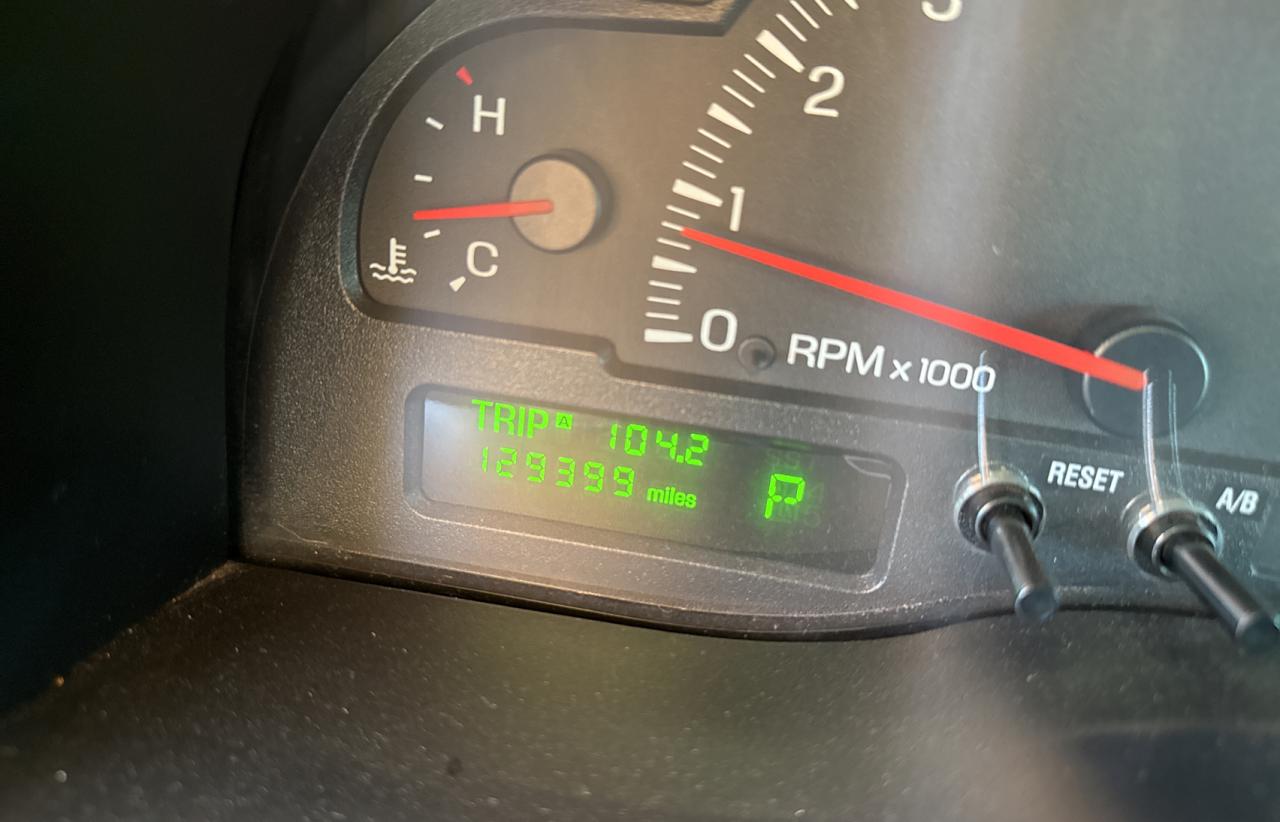 3
H
2
1
C
0
RPM x 1000
TRIP A 104.2
129399 miles
P
RESET
A/B